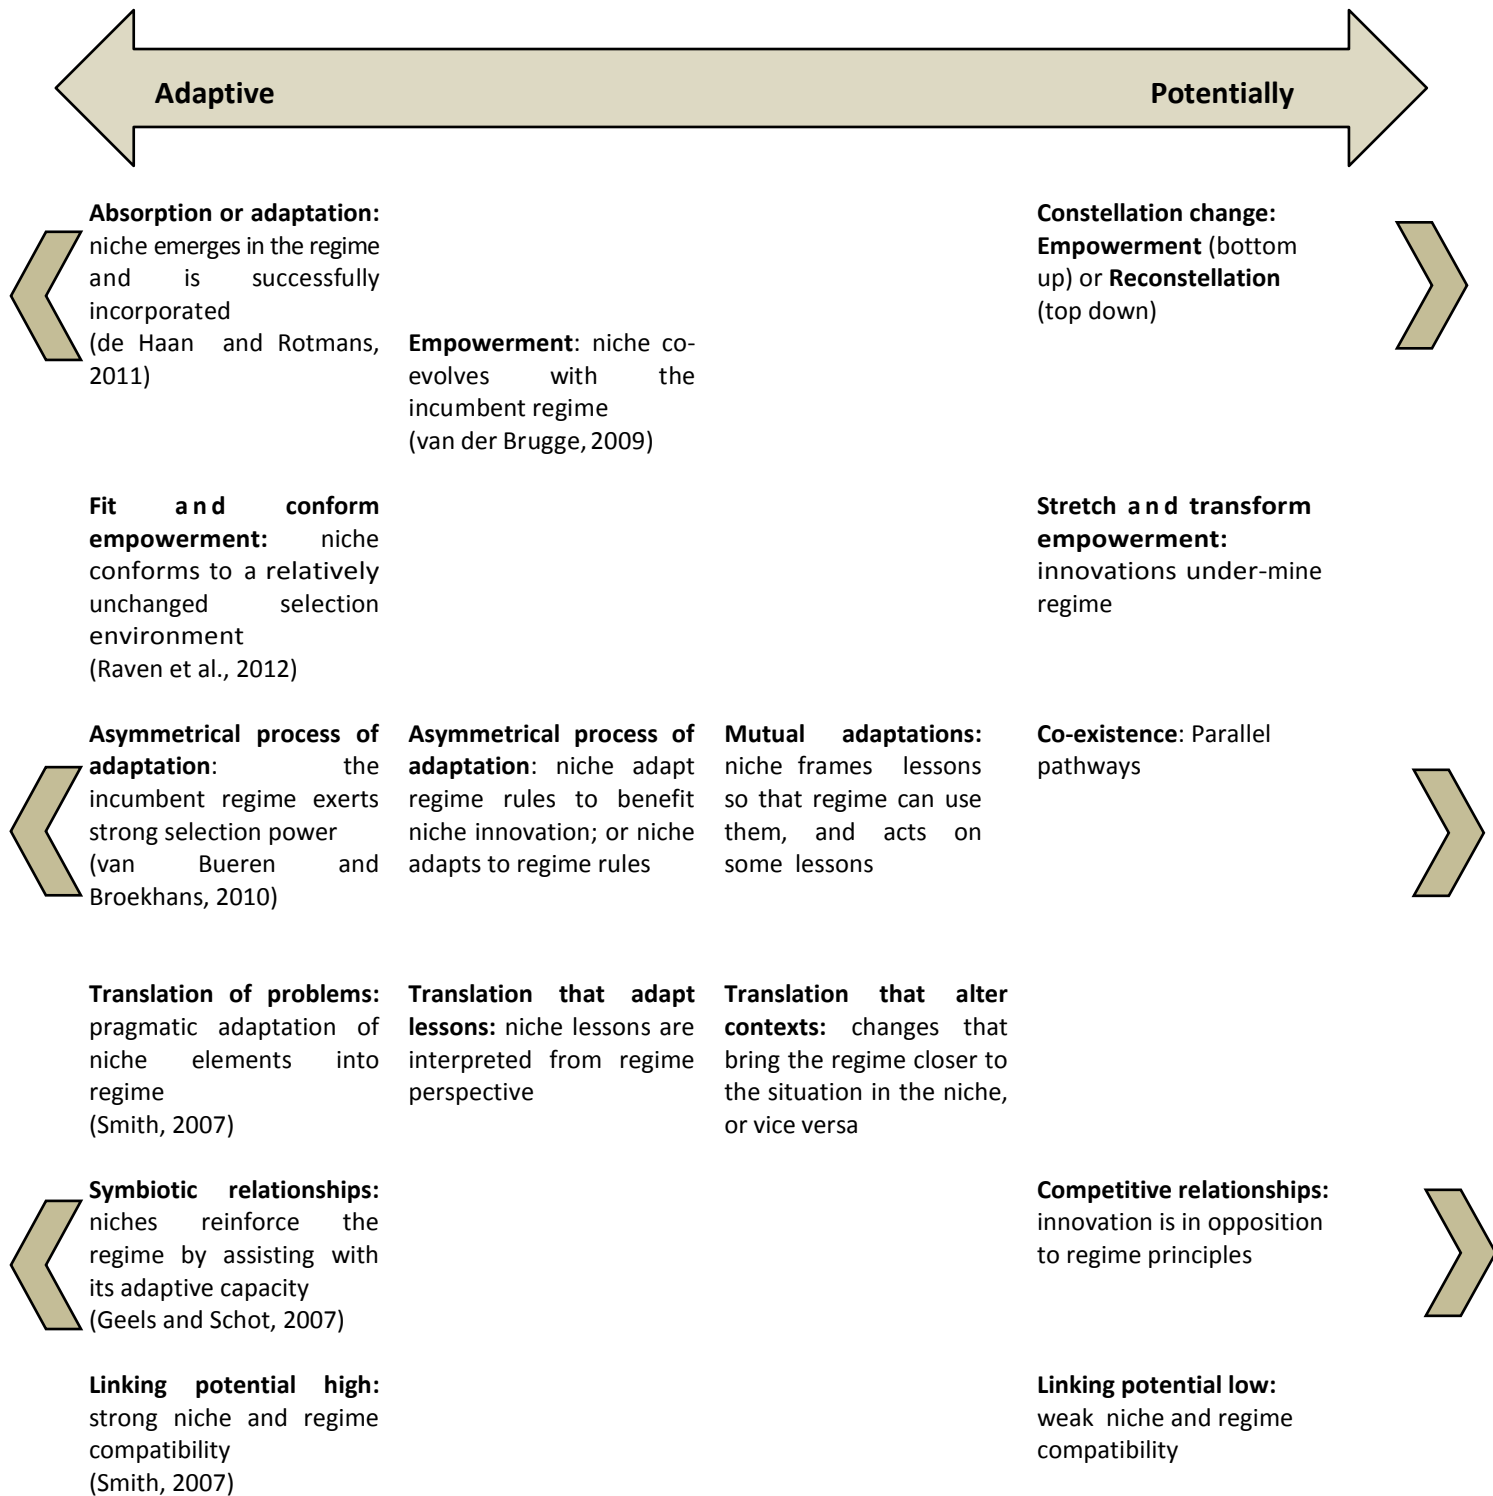 Adaptive
Potentially
Absorption or adaptation:
niche emerges in the regime
and is successfully
incorporated
(de Haan and Rotmans,
2011)
Empowerment: niche co-
evolves with the
incumbent regime
(van der Brugge, 2009)
Constellation change:
Empowerment (bottom
up) or Reconstellation
(top down)
Fit and conform
empowerment: niche
conforms to a relatively
unchanged selection
environment
(Raven et al., 2012)
Stretch and transform
empowerment:
innovations under-mine
regime
Asymmetrical process of
adaptation: the
incumbent regime exerts
strong selection power
(van Bueren and
Broekhans, 2010)
Asymmetrical process of
adaptation: niche adapt
regime rules to benefit
niche innovation; or niche
adapts to regime rules
Mutual adaptations:
niche frames lessons
so that regime can use
them, and acts on
some lessons
Co-existence: Parallel
pathways
Translation of problems:
pragmatic adaptation of
niche elements into
regime
(Smith, 2007)
Translation that adapt
lessons: niche lessons are
interpreted from regime
perspective
Translation that alter
contexts: changes that
bring the regime closer to
the situation in the niche,
or vice versa
Symbiotic relationships:
niches reinforce the
regime by assisting with
its adaptive capacity
(Geels and Schot, 2007)
Competitive relationships:
innovation is in opposition
to regime principles
Linking potential high:
strong niche and regime
compatibility
(Smith, 2007)
Linking potential low:
weak niche and regime
compatibility